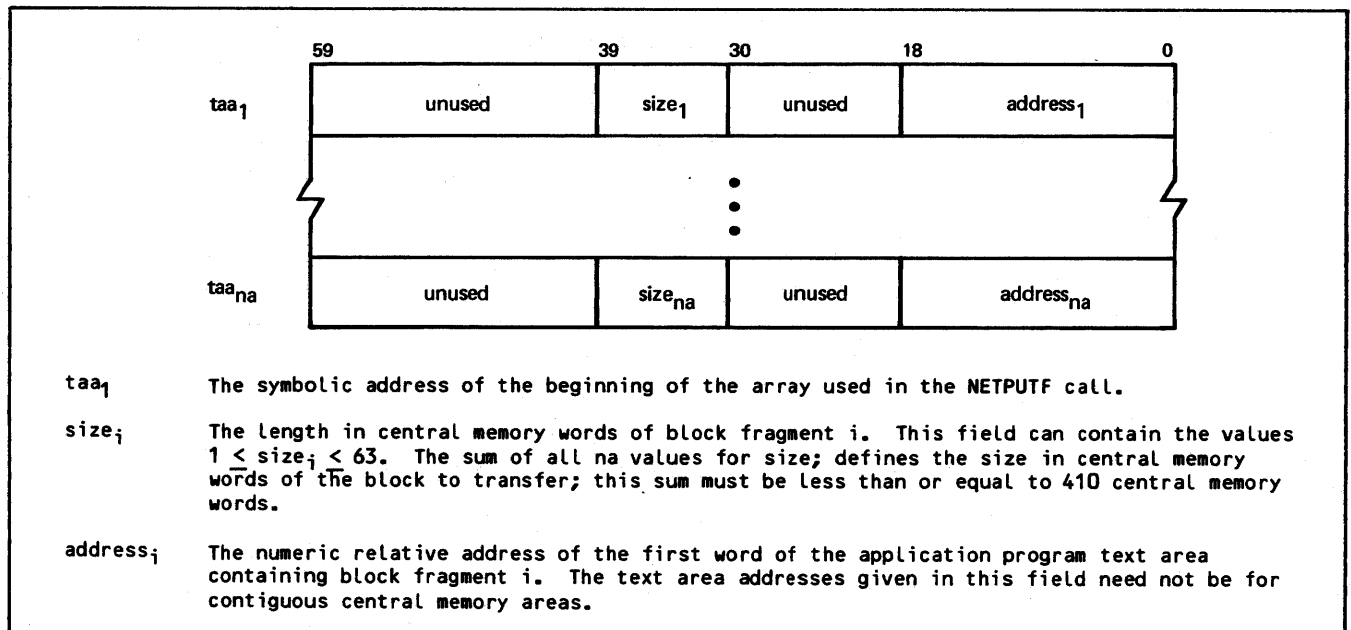 59 39 30 18 0
taa1 unused size1 unused address1
taana unused sizena unused addressna
taa1 The symbolic address of the beginning of the array used in the NETPUTF call.
sizei The length in central memory words of block fragment i. This field can contain the values
1 ≤ sizei ≤ 63. The sum of all na values for size; defines the size in central memory
words of the block to transfer; this sum must be less than or equal to 410 central memory
words.
addressi The numeric relative address of the first word of the application program text area
containing block fragment i. The text area addresses given in this field need not be for
contiguous central memory areas.